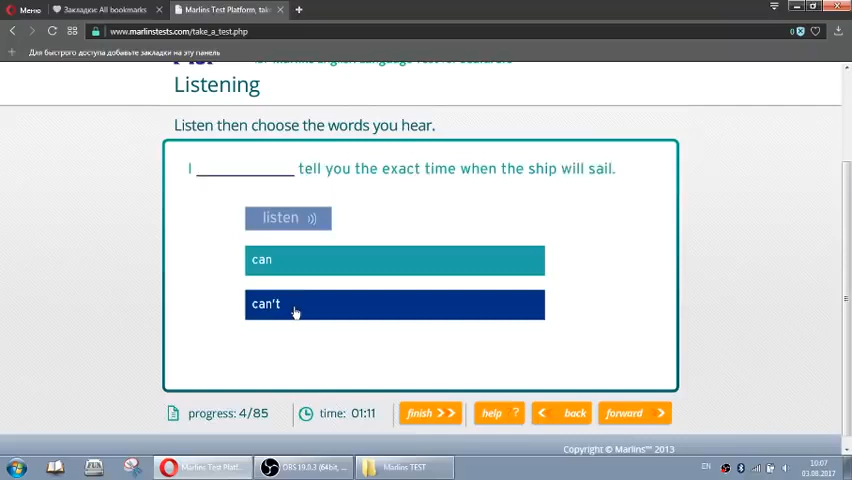 Меню
Закладки: All bookmarks
Marlins Test Platform, take
www.marlinstests.com/take_a_test.php
0
Для быстрого доступа добавьте закладки на эту панель
Listening
Listen then choose the words you hear.
I ____________ tell you the exact time when the ship will sail.
listen
can
can't
progress: 4/85
time: 01:11
finish >>
help ?
< back
forward >
Copyright © Marlins™ 2013
Marlins Test Platf...
OBS 19.0.3 (64bit, ...
Marlins TEST
EN
10:07
03.08.2017